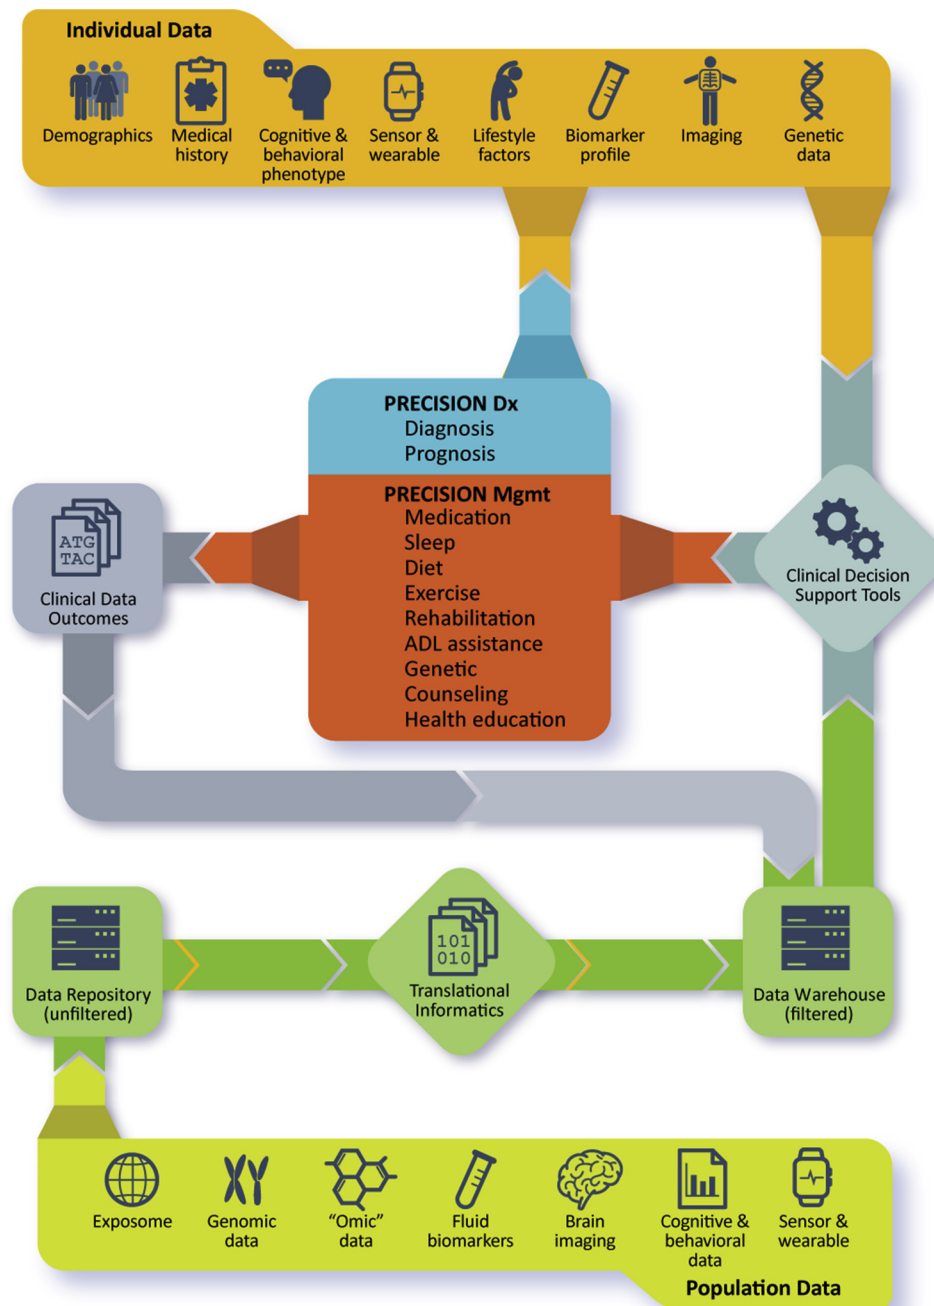 Individual Data
Demographics
Medical
history
Cognitive &
behavioral
phenotype
Sensor &
wearable
Lifestyle
factors
Biomarker
profile
Imaging
Genetic
data
PRECISION Dx
Diagnosis
Prognosis
PRECISION Mgmt
Medication
Sleep
Diet
Exercise
Rehabilitation
ADL assistance
Genetic
Counseling
Health education
ATG
TAC
Clinical Data
Outcomes
Clinical Decision
Support Tools
Data Repository
(unfiltered)
101
010
Translational
Informatics
Data Warehouse
(filtered)
Exposome
Genomic
data
“Omic”
data
Fluid
biomarkers
Brain
imaging
Cognitive &
behavioral
data
Sensor &
wearable
Population Data